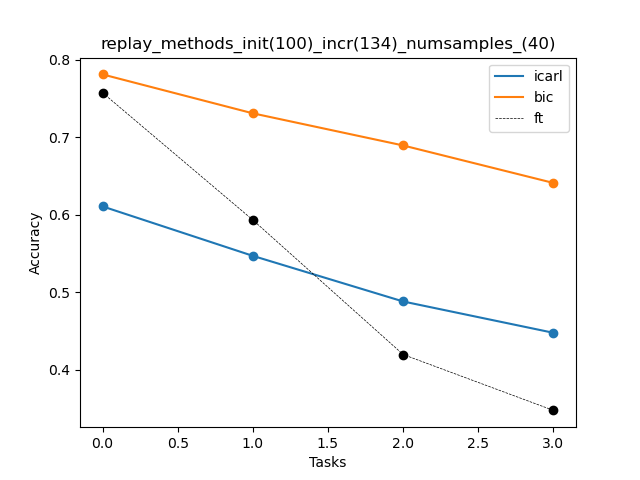 replay_methods_init(100)_incr(134)_numsamples_(40)
icarl
bic
ft
0.8
0.7
0.6
0.5
0.4
Accuracy
0.0
0.5
1.0
1.5
2.0
2.5
3.0
Tasks